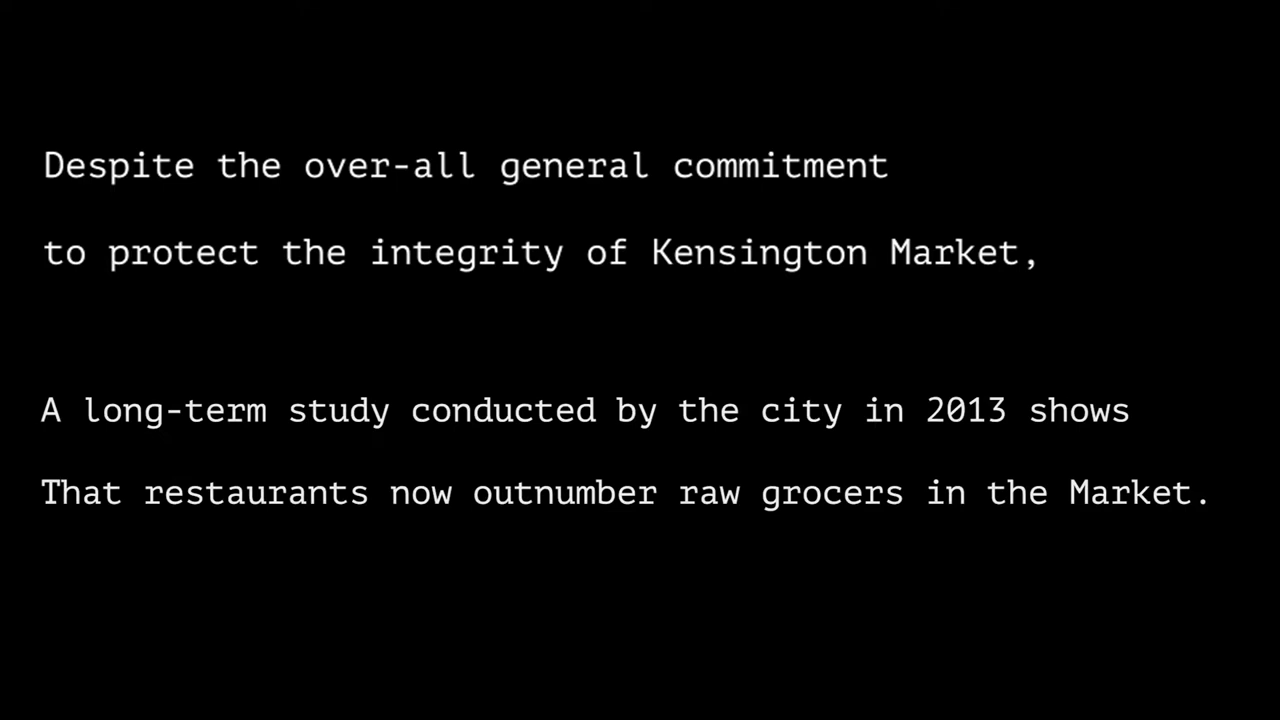 Despite the over-all general commitment
to protect the integrity of Kensington Market,
A long-term study conducted by the city in 2013 shows
That restaurants now outnumber raw grocers in the Market.